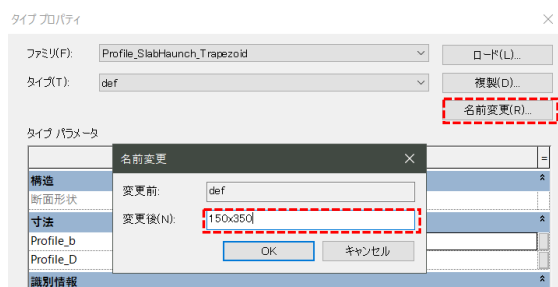 タイプ プロパティ
ファミリ(F): Profile_SlabHaunch_Trapezoid ロード(L)...
タイプ(T): def 複製(D)...
名前変更(R)...
タイプ パラメータ
=
名前変更
構造
断面形状
変更前: def
変更後(N): 150x350
寸法
Profile_b
OK キャンセル
Profile_D
識別情報